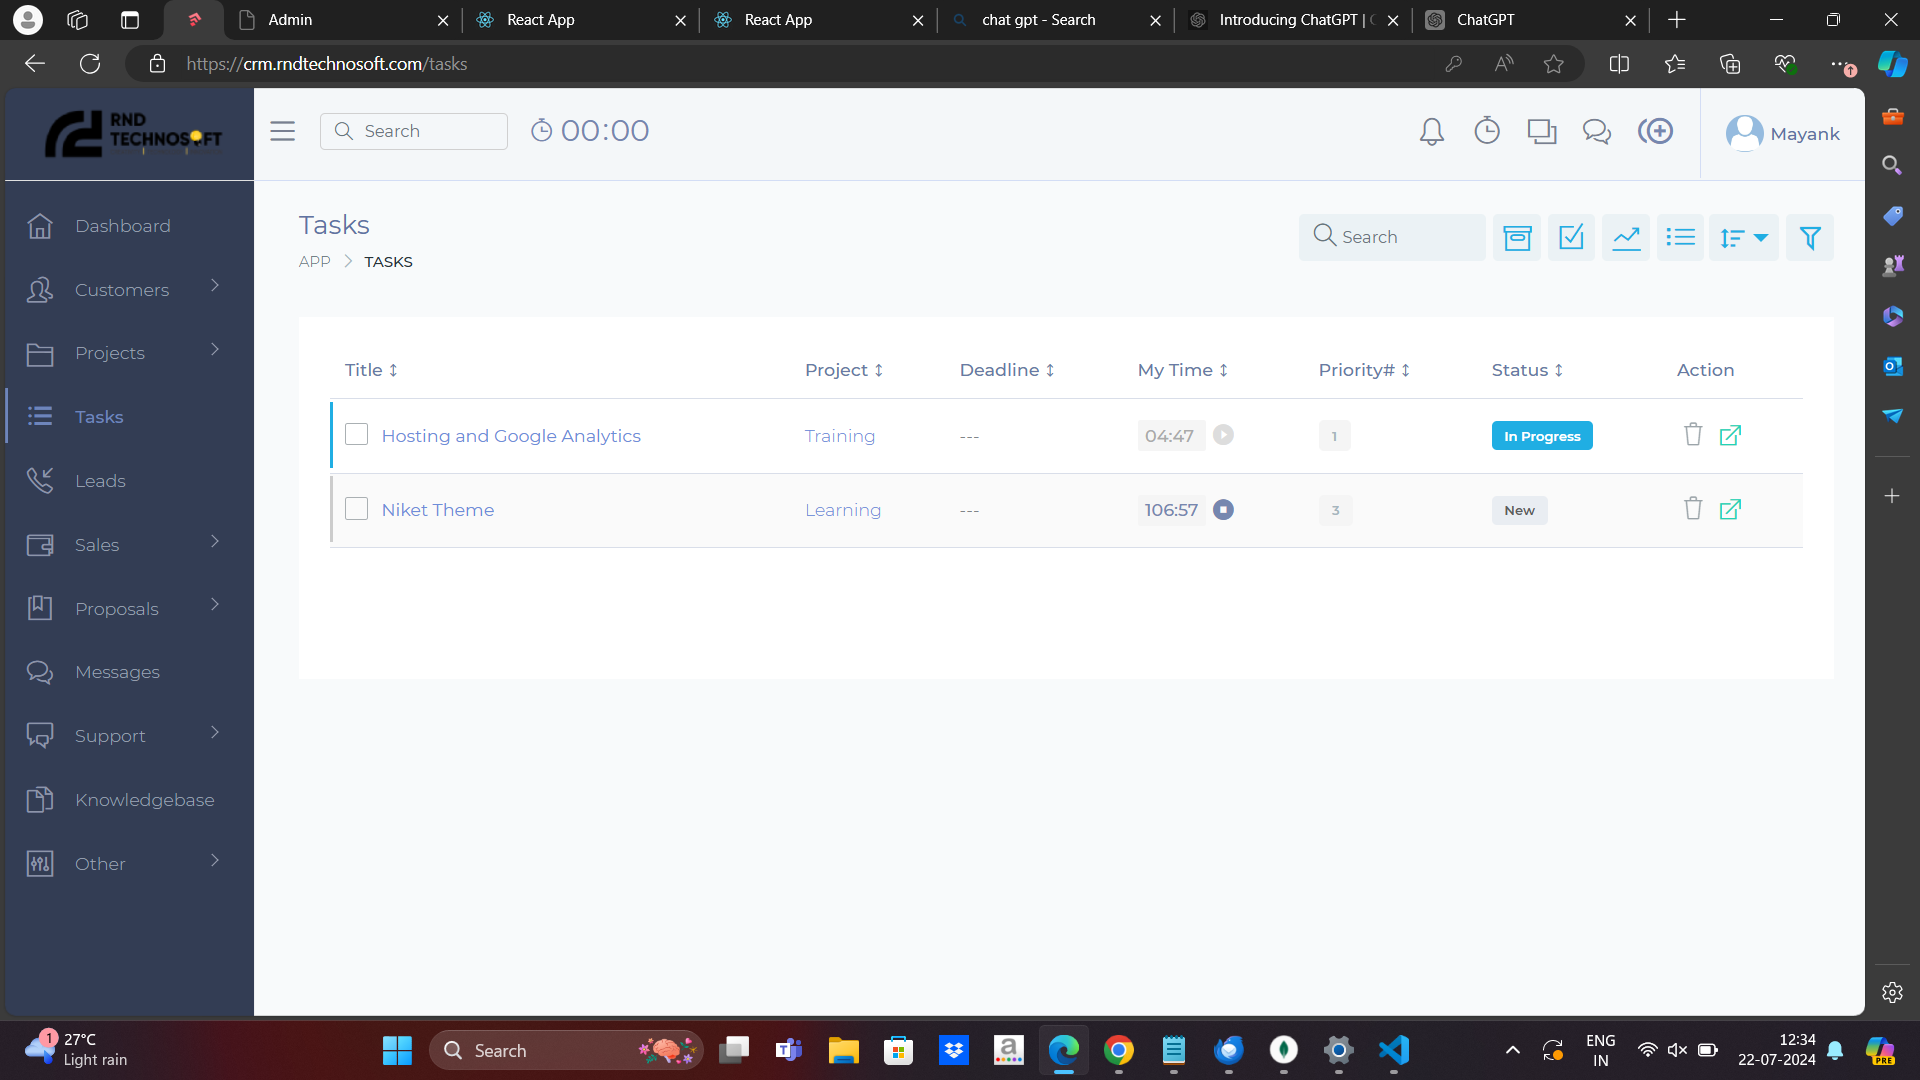 Admin
React App
React App
chat gpt - Search
Introducing ChatGPT |
ChatGPT
https://crm.rndtechnosoft.com/tasks
RND
TECHNOSOFT
Search
00:00
Mayank
Dashboard
Customers
Projects
Tasks
Leads
Sales
Proposals
Messages
Support
Knowledgebase
Other
Tasks
APP > TASKS
Search
Title Project Deadline My Time Priority# Status Action
Hosting and Google Analytics Training --- 04:47 1 In Progress
Niket Theme Learning --- 106:57 3 New
1
27°C
Light rain
Search
a
PRE
ENG
IN
12:34
22-07-2024